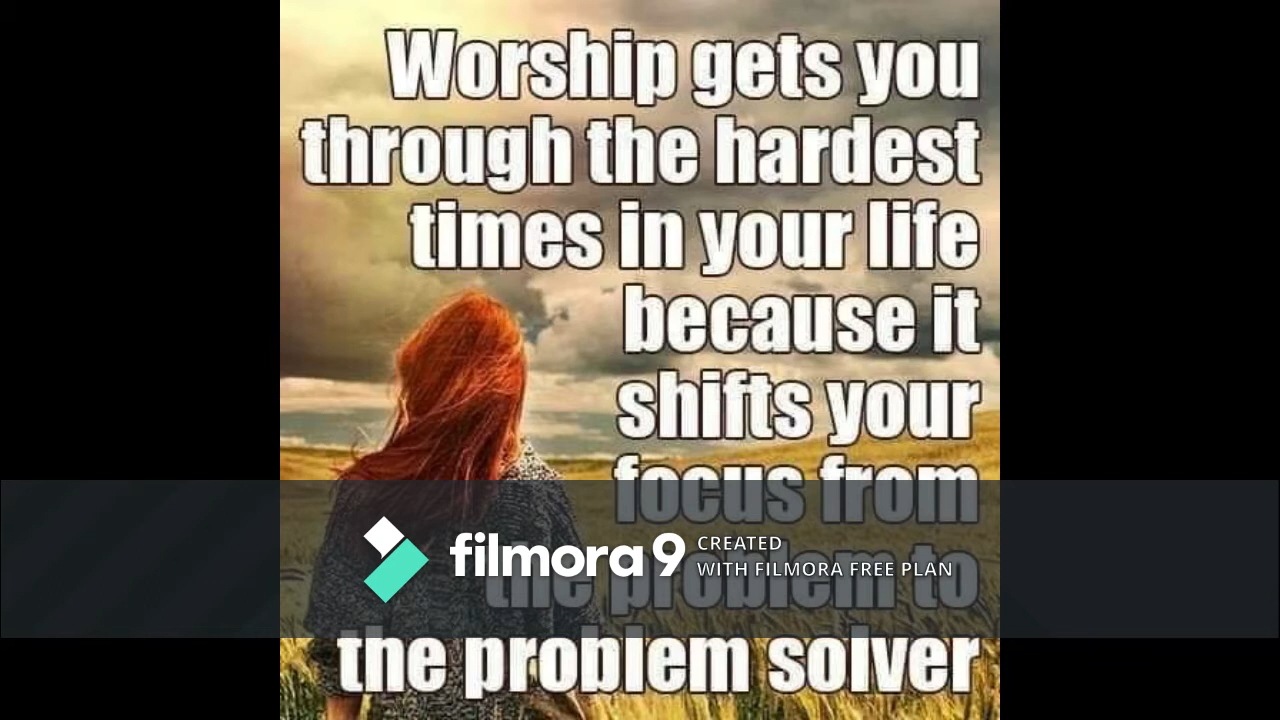 Worship gets you
through the hardest
times in your life
because it
shifts your
focus from
the problem to
filmora9 CREATED
WITH FILMORA FREE PLAN
the problem solver